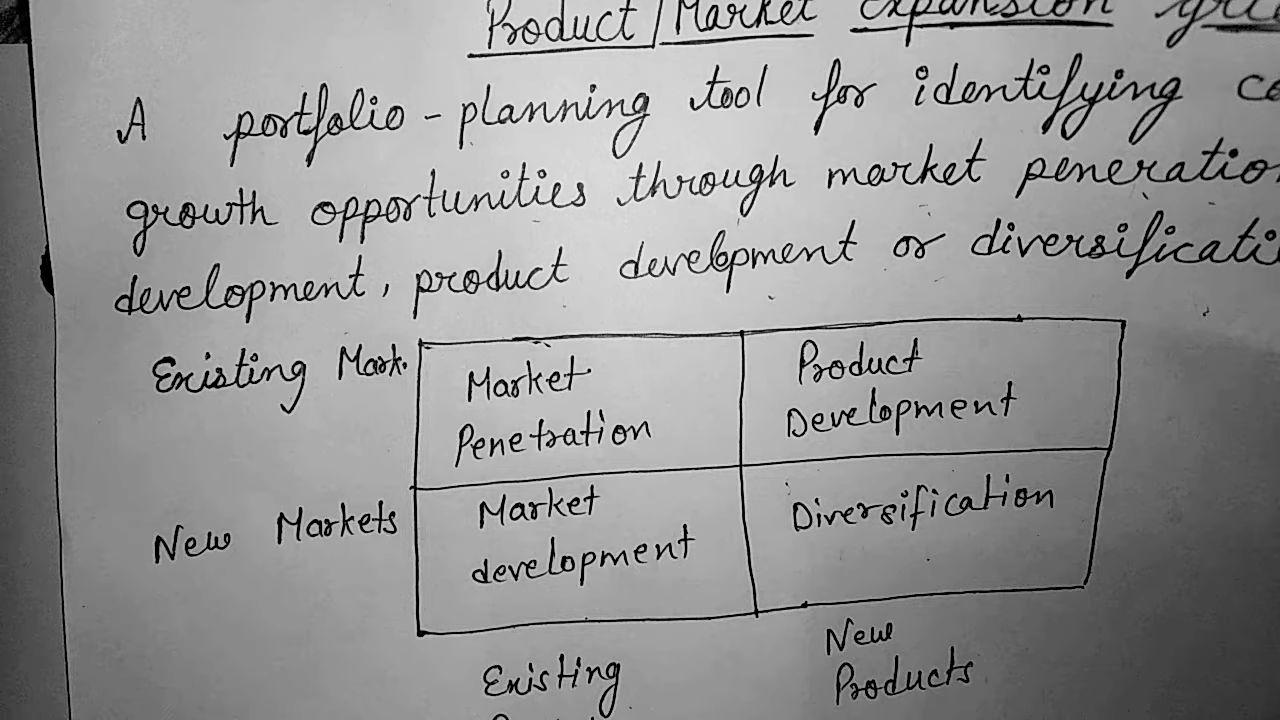 Product/Market Expansion
A portfolio-planning tool for identifying
growth opportunities through market peneration
development, product development or
Existing Mark. Market Penetration Product Development
New Markets Market development Diversification
Existing New Products